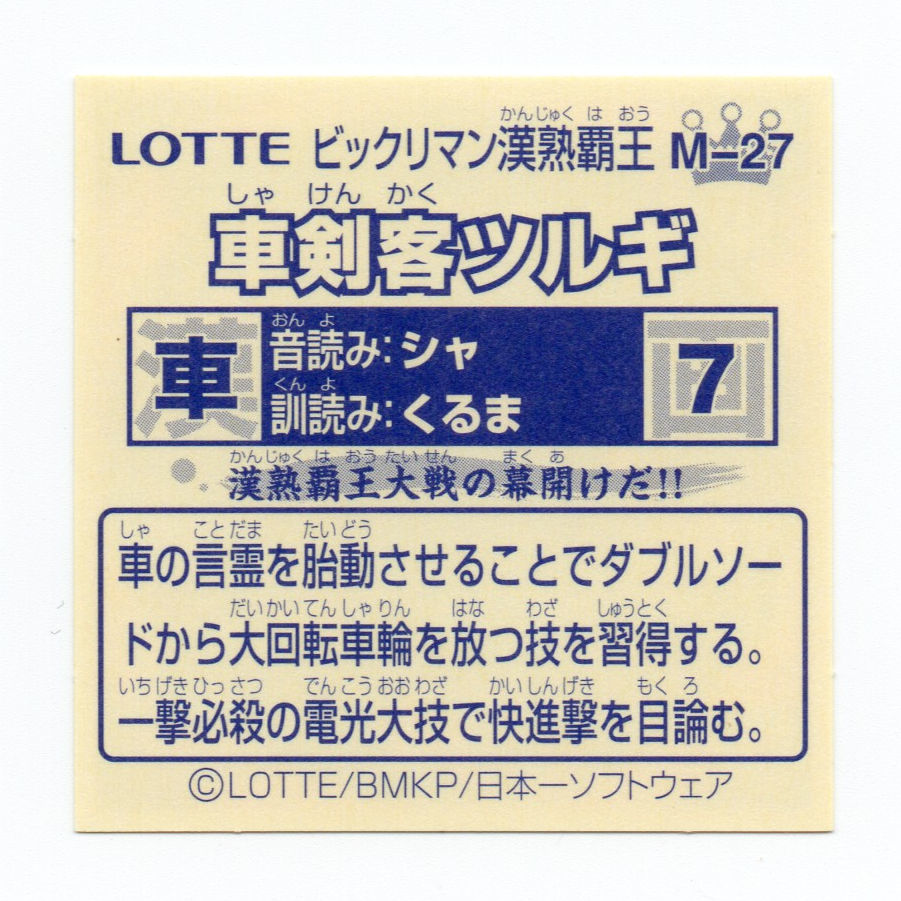 かんじゅく は おう
LOTTE ビックリマン漢熟覇王 M-27
しゃ けん かく
車剣客ツルギ
おん よ
漢 車 音読み:シャ 画 7
くん よ
訓読み:くるま
かんじゅく は おう たいせん まく あ
漢熟覇王大戦の幕開けだ!!
しゃ ことだま たいどう
車の言霊を胎動させることでダブルソー
だいかいてんしゃりん はな わざ しゅうとく
ドから大回転車輪を放つ技を習得する。
いちげきひっさつ でんこうおおわざ かいしんげき もく ろ
一撃必殺の電光大技で快進撃を目論む。
©LOTTE/BMKP/日本一ソフトウェア